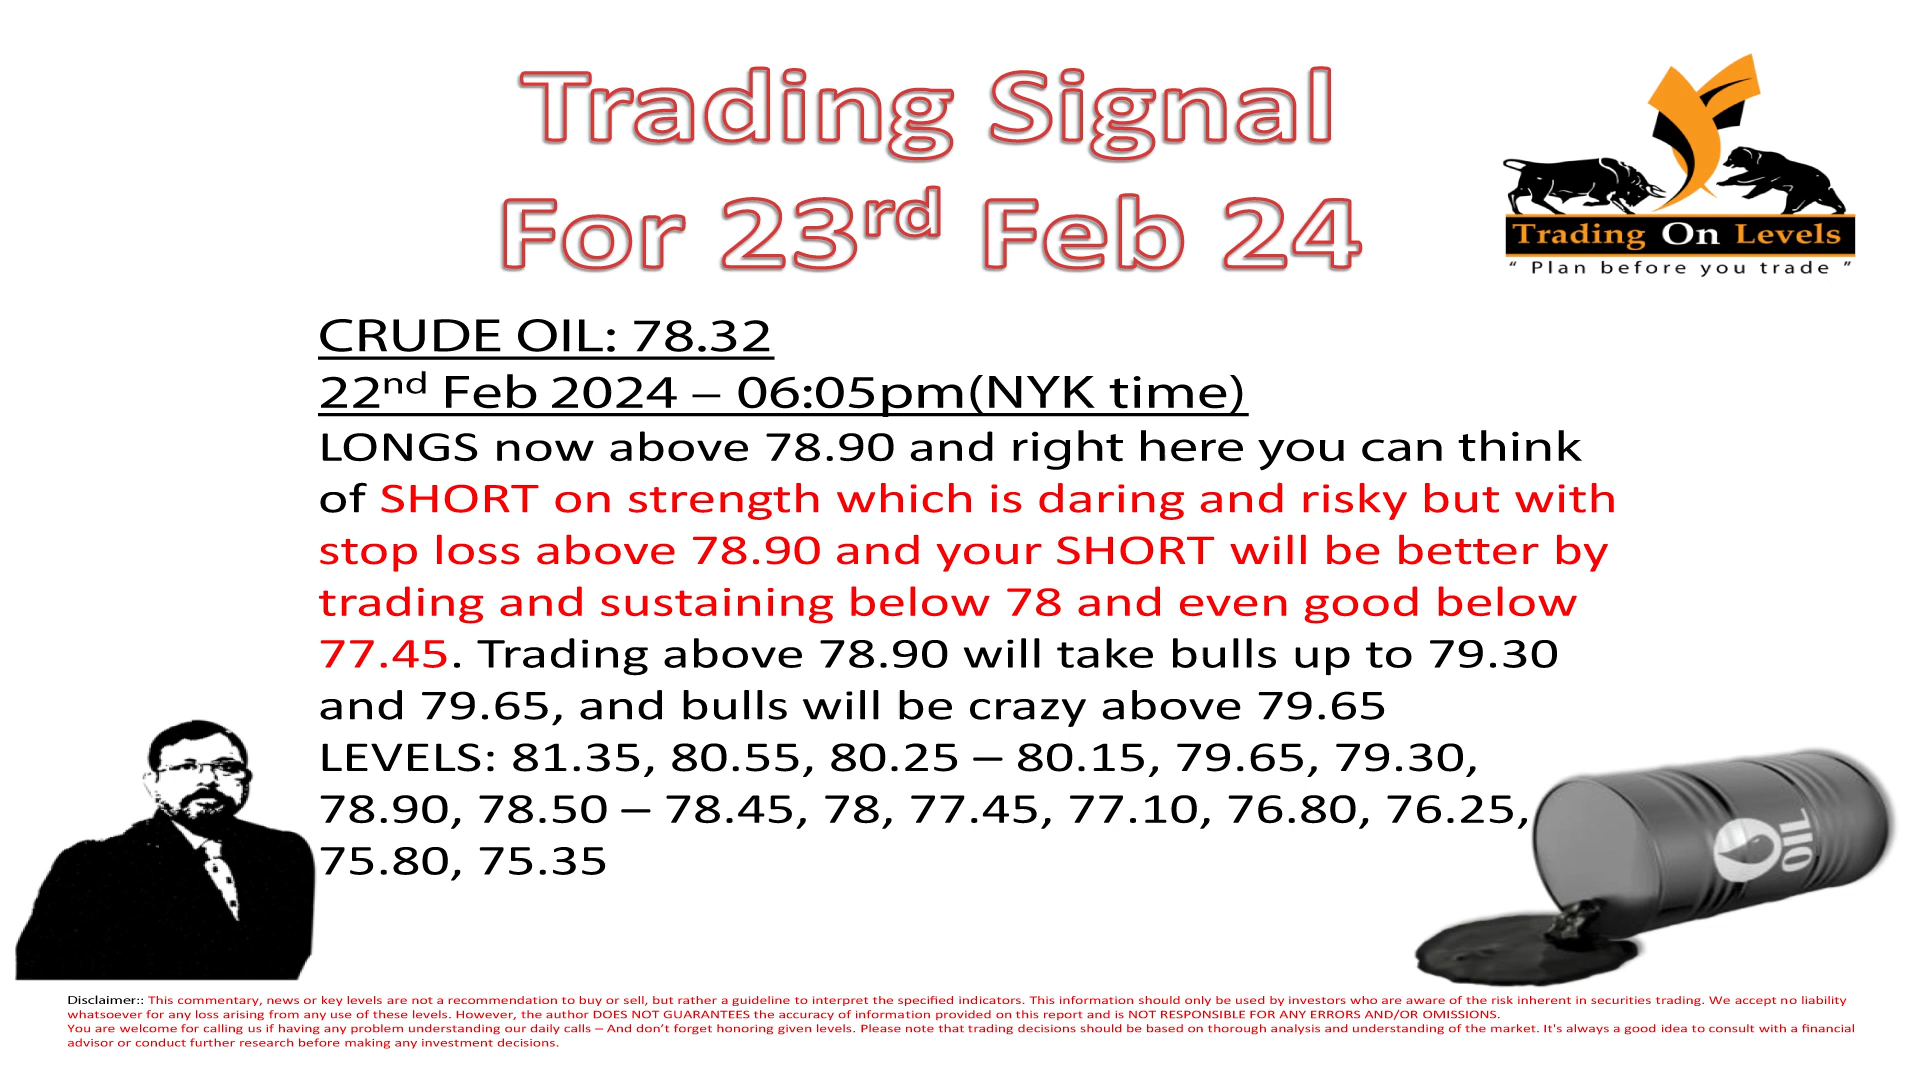 Trading Signal
For 23rd Feb 24
Trading On Levels
“ Plan before you trade ”
CRUDE OIL: 78.32
22nd Feb 2024 – 06:05pm(NYK time)
LONGS now above 78.90 and right here you can think
of SHORT on strength which is daring and risky but with
stop loss above 78.90 and your SHORT will be better by
trading and sustaining below 78 and even good below
77.45. Trading above 78.90 will take bulls up to 79.30
and 79.65, and bulls will be crazy above 79.65
LEVELS: 81.35, 80.55, 80.25 – 80.15, 79.65, 79.30,
78.90, 78.50 – 78.45, 78, 77.45, 77.10, 76.80, 76.25,
75.80, 75.35
OIL
Disclaimer:: This commentary, news or key levels are not a recommendation to buy or sell, but rather a guideline to interpret the specified indicators. This information should only be used by investors who are aware of the risk inherent in securities trading. We accept no liability
whatsoever for any loss arising from any use of these levels. However, the author DOES NOT GUARANTEES the accuracy of information provided on this report and is NOT RESPONSIBLE FOR ANY ERRORS AND/OR OMISSIONS.
You are welcome for calling us if having any problem understanding our daily calls – And don't forget honoring given levels. Please note that trading decisions should be based on thorough analysis and understanding of the market. It's always a good idea to consult with a financial
advisor or conduct further research before making any investment decisions.